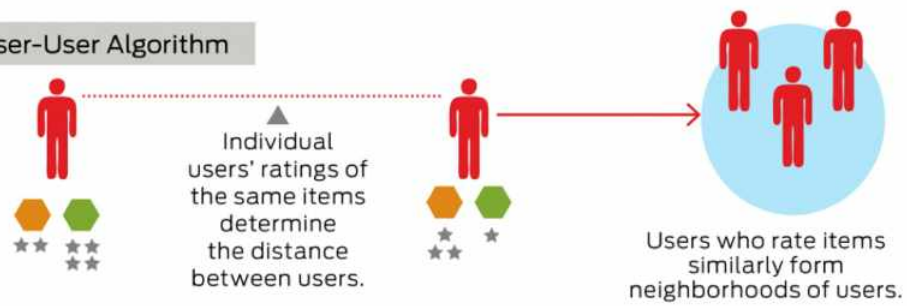 ser-User Algorithm
Individual
users' ratings of
the same items
determine
the distance
between users.
Users who rate items
similarly form
neighborhoods of users.